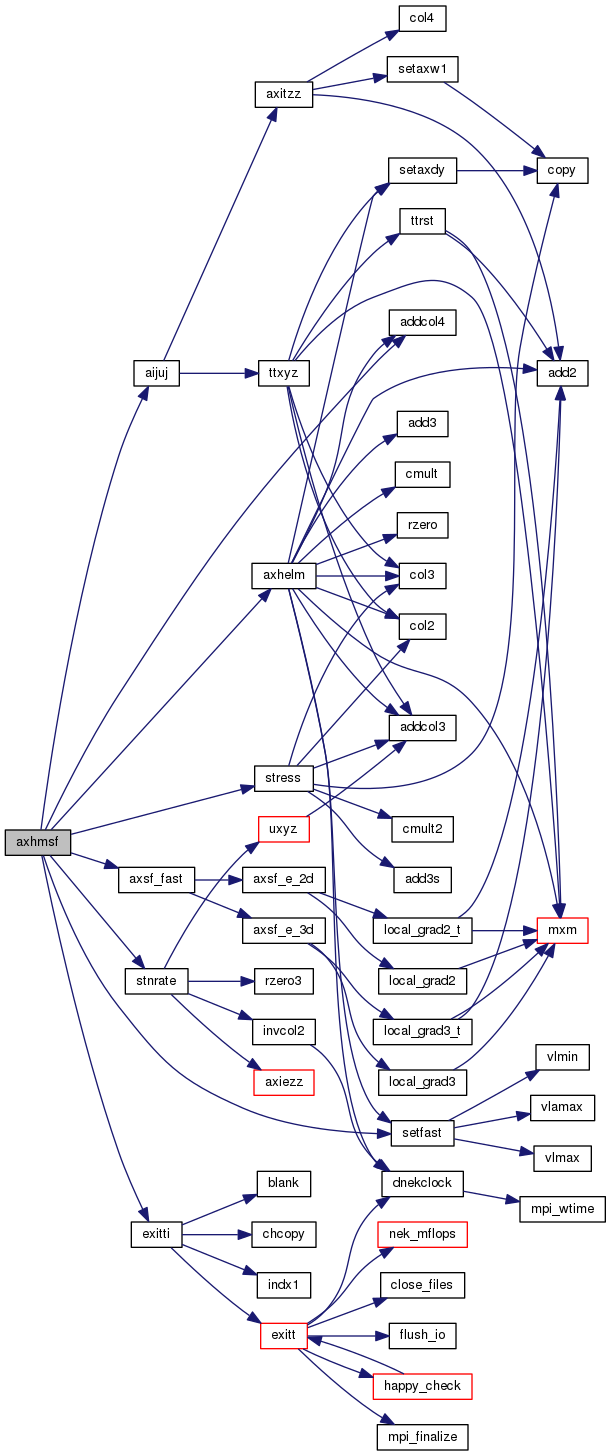 col4
setaxw1
axitzz
setaxdy
copy
ttrst
addcol4
aijuj
ttxyz
add2
add3
cmult
rzero
axhelm
col3
col2
addcol3
stress
cmult2
uxyz
axhmsf
axsf_fast
axsf_e_2d
add3s
axsf_e_3d
local_grad2_t
mxm
stnrate
rzero3
local_grad2
invcol2
local_grad3_t
vlmin
axiezz
local_grad3
vlamax
setfast
vlmax
blank
dnekclock
mpi_wtime
exitti
chcopy
nek_mflops
indx1
close_files
exitt
flush_io
happy_check
mpi_finalize